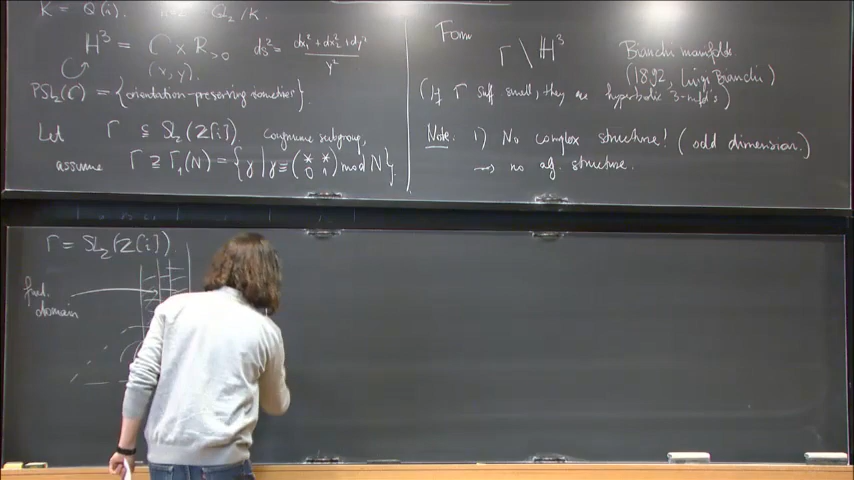 K = Q(i).
H³ = C × R_{>0} ds² = (dx₁² + dx₂² + dy²) / y²
(x, y).
PSL₂(C) = {orientation-preserving isometries}.
Let Γ ⊆ SL₂(Z[i]). congruence subgroup,
assume Γ ⊇ Γ₁(N) = {γ | γ ≡ (* * / 0 1) mod N}.
Form
Γ \ H³
Bianchi manifolds.
(1892, Luigi Bianchi)
(If Γ suff small, they are hyperbolic 3-mfd's)
Note. 1) No complex structure! (odd dimension.)
⇝ no alg. structure.
Γ = SL₂(Z[i])
fund.
domain